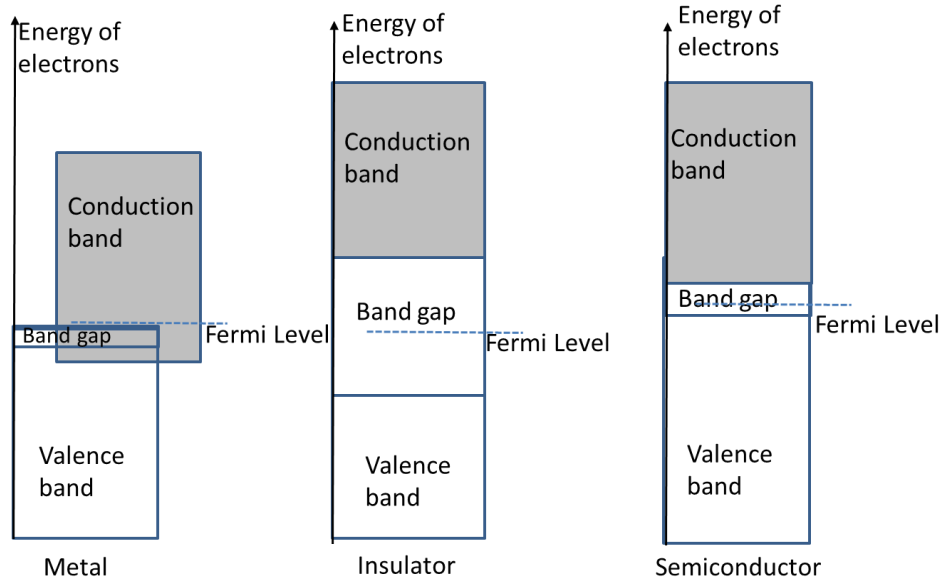 Energy of
electrons
Conduction
band
Band gap
Fermi Level
Valence
band
Metal
Energy of
electrons
Conduction
band
Band gap
Fermi Level
Valence
band
Insulator
Energy of
electrons
Conduction
band
Band gap
Fermi Level
Valence
band
Semiconductor